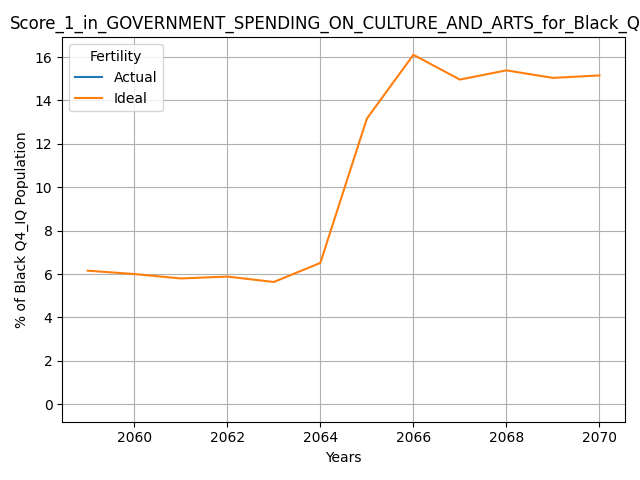 Score_1_in_GOVERNMENT_SPENDING_ON_CULTURE_AND_ARTS_for_Black_Q
Fertility
Actual
Ideal
% of Black Q4_IQ Population
16
14
12
10
8
6
4
2
0
2060 2062 2064 2066 2068 2070
Years